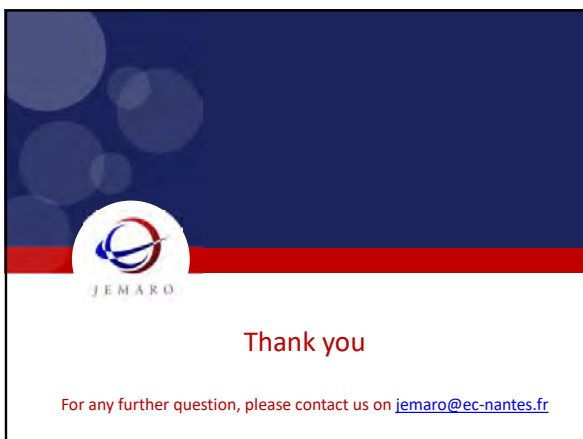 JEMARO
Thank you
For any further question, please contact us on jemaro@ec-nantes.fr